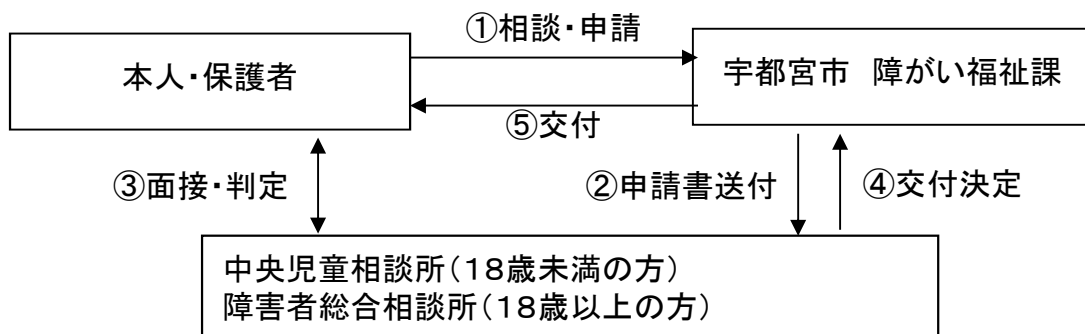 ①相談・申請
本人・保護者
宇都宮市　障がい福祉課
⑤交付
③面接・判定
②申請書送付
④交付決定
中央児童相談所（１８歳未満の方）
障害者総合相談所（１８歳以上の方）